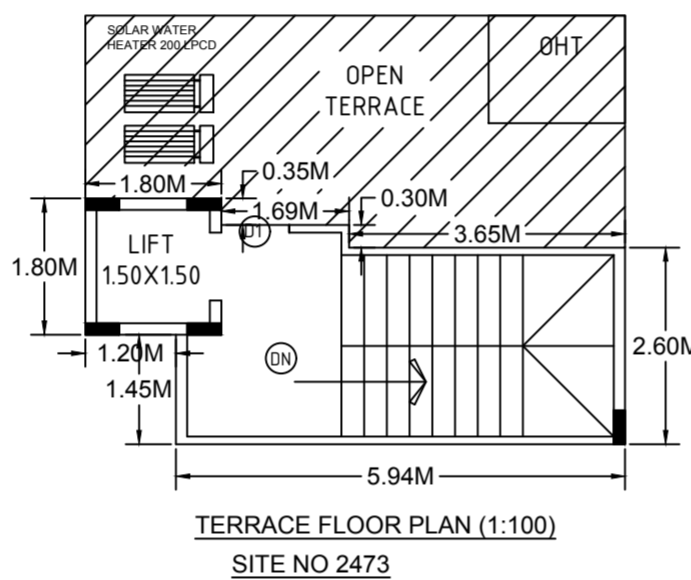 SOLAR WATER
HEATER 200 LPCD
OHT
OPEN
TERRACE
1.80M
0.35M
0.30M
1.69M
3.65M
D1
LIFT
1.50X1.50
1.80M
2.60M
DN
1.20M
1.45M
5.94M
TERRACE FLOOR PLAN (1:100)
SITE NO 2473